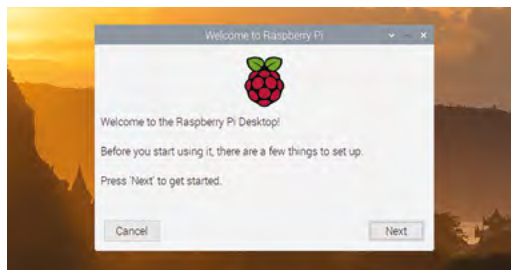 Welcome to Raspberry Pi
Welcome to the Raspberry Pi Desktop!
Before you start using it, there are a few things to set up.
Press 'Next' to get started.
Cancel
Next